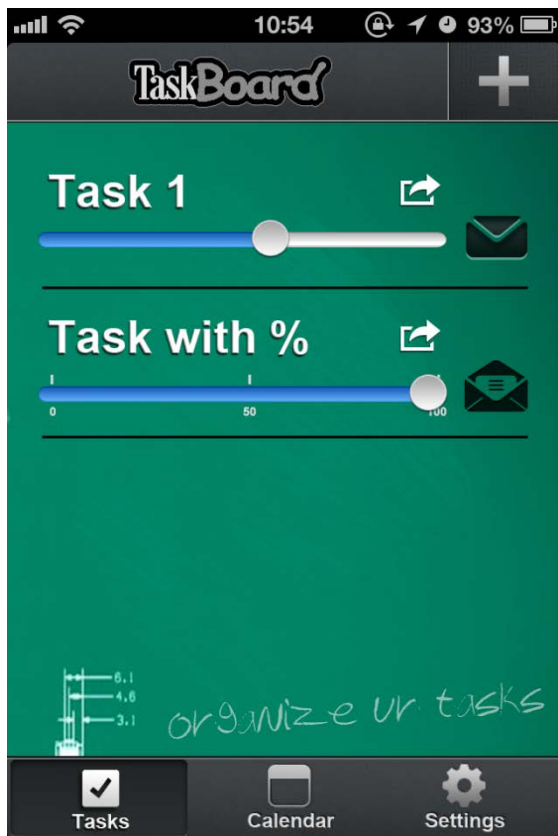 10:54 93%
TaskBoard
Task 1
Task with %
0 50 100
6.1
4.6
3.1
organize ur tasks
Tasks Calendar Settings